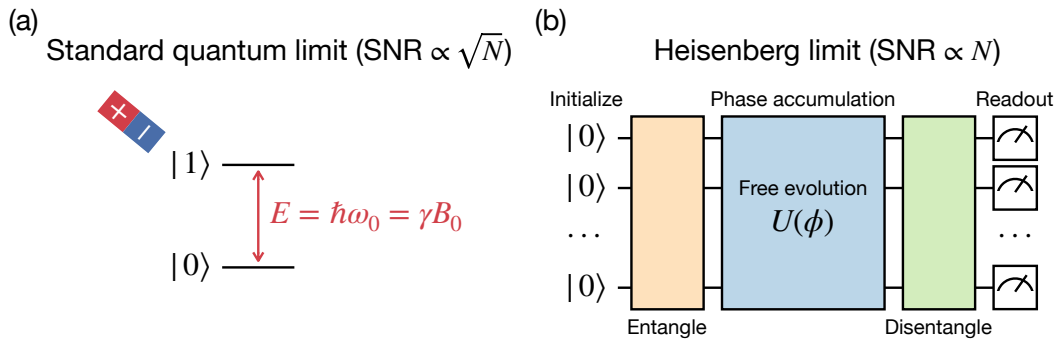 (a)
Standard quantum limit (SNR ∝ √N)
+
−
|1⟩
E = ℏω₀ = γB₀
|0⟩
(b)
Heisenberg limit (SNR ∝ N)
Initialize
Phase accumulation
Readout
|0⟩
|0⟩
Free evolution
U(ϕ)
...
...
|0⟩
Entangle
Disentangle